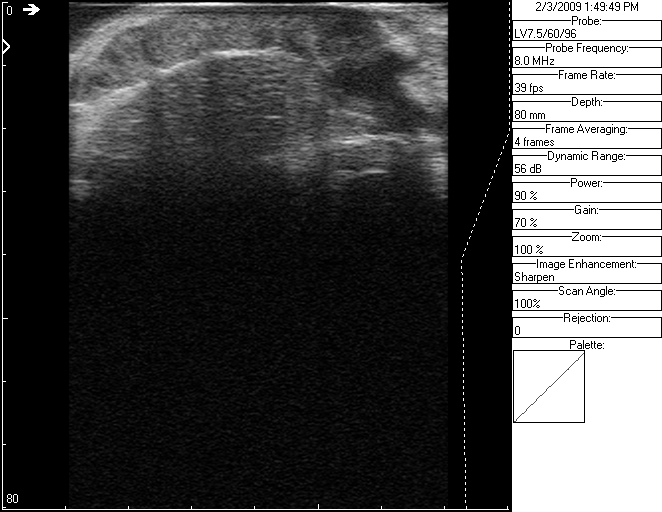 0
80
2/3/2009 1:49:49 PM
Probe:
LV7.5/60/96
Probe Frequency:
8.0 MHz
Frame Rate:
39 fps
Depth:
80 mm
Frame Averaging:
4 frames
Dynamic Range:
56 dB
Power:
90 %
Gain:
70 %
Zoom:
100 %
Image Enhancement:
Sharpen
Scan Angle:
100%
Rejection:
0
Palette: